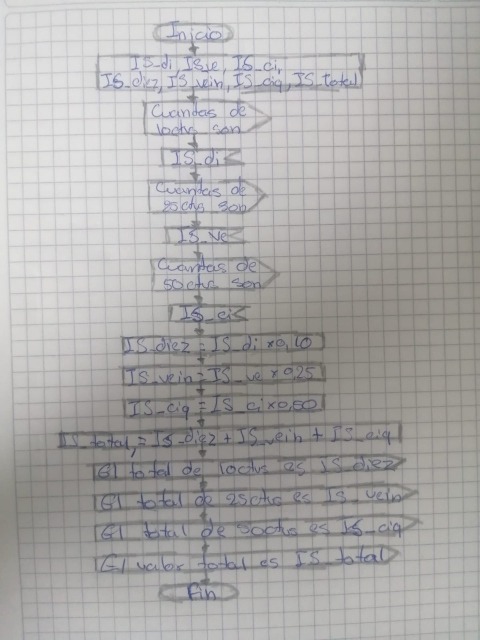 Inicio
IS_di, IS_ve, IS_ci,
IS_diez, IS_vein, IS_ciq, IS_total
Cuantas de
10ctvs son
IS_di
Cuantas de
25ctvs son
IS_ve
Cuantas de
50ctvs son
IS_ci
IS_diez = IS_di *0,10
IS_vein = IS_ve *0,25
IS_ciq = IS_ci *0,50
IS_total = IS_diez + IS_vein + IS_ciq
El total de 10ctvs es IS_diez
El total de 25ctvs es IS_vein
El total de 50ctvs es IS_ciq
El valor total es IS_total
Fin